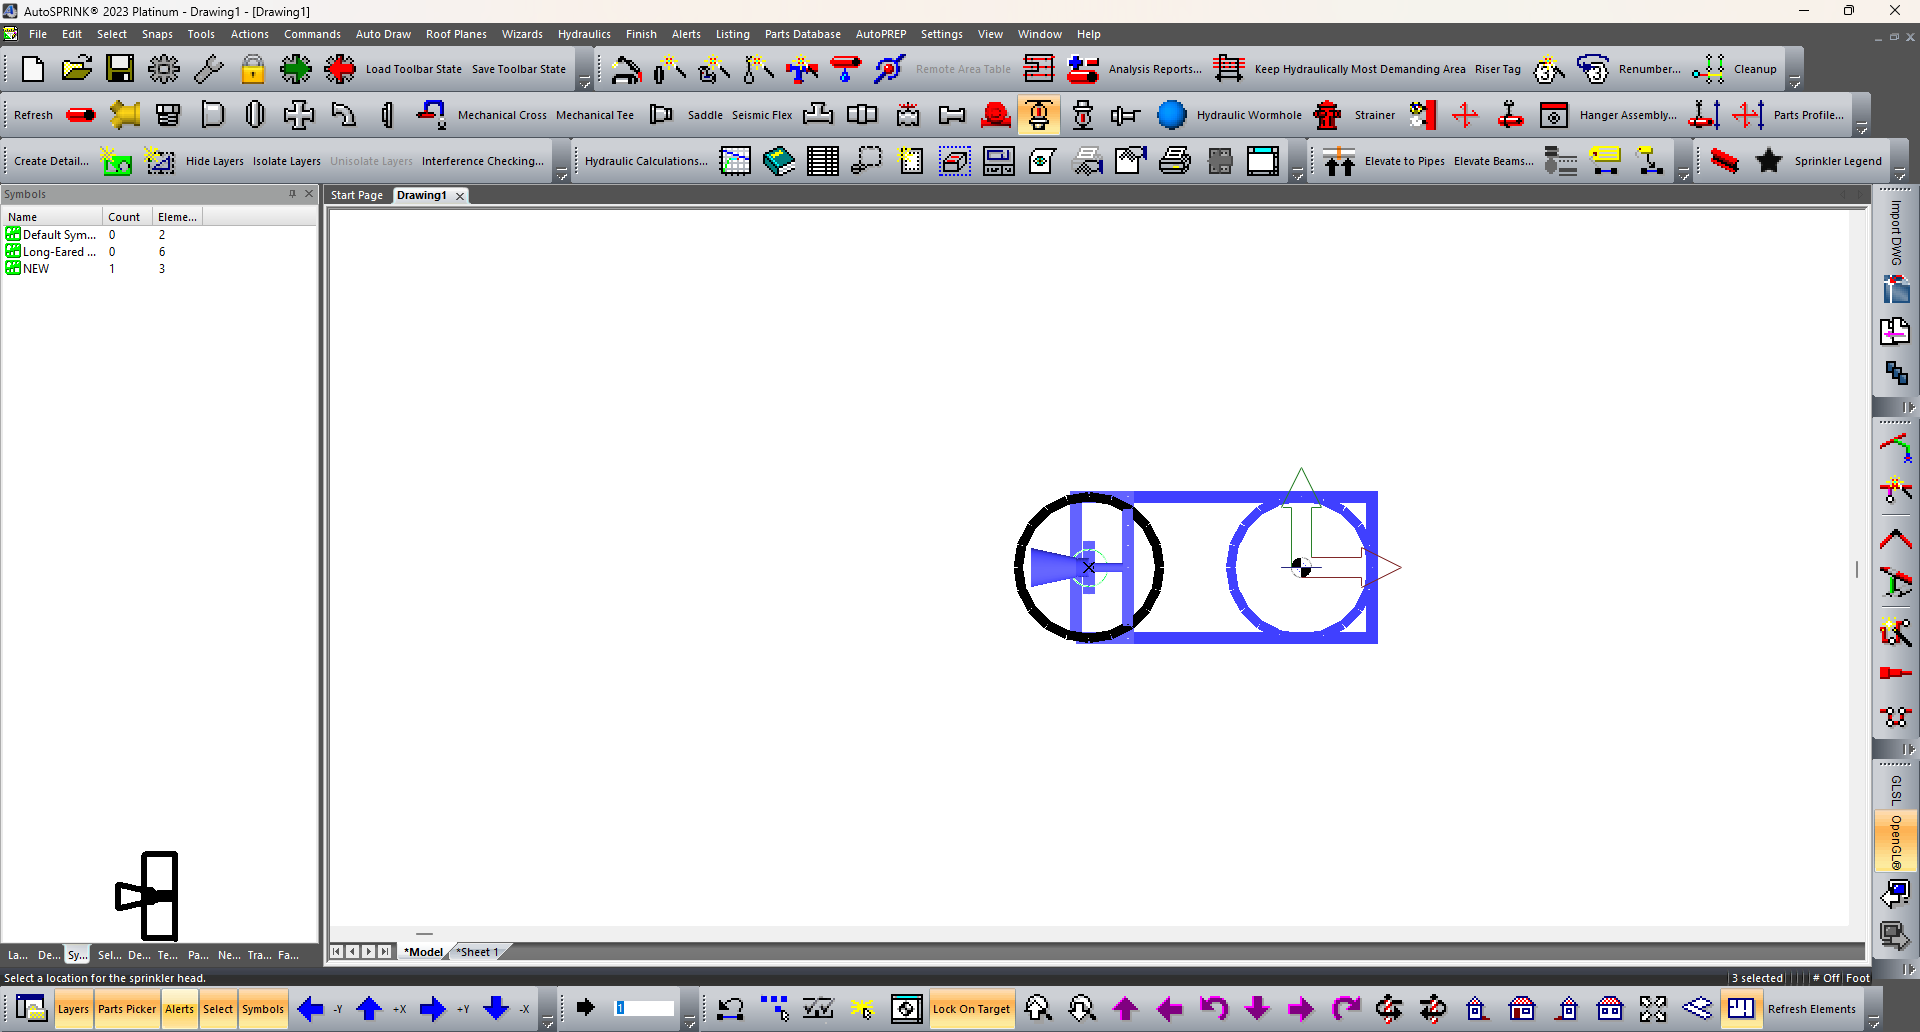 AutoSPRINK® 2023 Platinum - Drawing1 - [Drawing1]
File Edit Select Snaps Tools Actions Commands Auto Draw Roof Planes Wizards Hydraulics Finish Alerts Listing Parts Database AutoPREP Settings View Window Help
Load Toolbar State Save Toolbar State Remote Area Table Analysis Reports... Keep Hydraulically Most Demanding Area Riser Tag Renumber... Cleanup
Refresh Mechanical Cross Mechanical Tee Saddle Seismic Flex Hydraulic Wormhole Strainer Hanger Assembly... Parts Profile...
Create Detail... Hide Layers Isolate Layers Unisolate Layers Interference Checking... Hydraulic Calculations... Elevate to Pipes Elevate Beams... Sprinkler Legend
Symbols
Start Page Drawing1
Name Count Eleme...
Default Sym... 0 2
Long-Eared ... 0 6
NEW 1 3
Import DWG
GLSL
OpenGL®
La... De... Sy... Sel... De... Te... Pa... Ne... Tra... Fa...
*Model *Sheet 1
Select a location for the sprinkler head. 3 selected # Off Foot
Layers Parts Picker Alerts Select Symbols -Y +X +Y -X 1 Lock On Target Refresh Elements